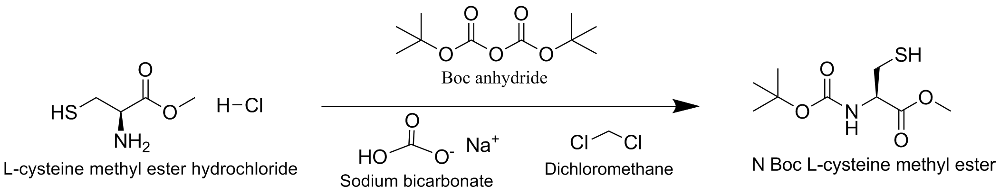 O O
O O O
Boc anhydride
O
HS O H Cl
NH2
L-cysteine methyl ester hydrochloride
O
HO O- Na+
Sodium bicarbonate
Cl Cl
Dichloromethane
SH
O
O N O
H
O
N Boc L-cysteine methyl ester